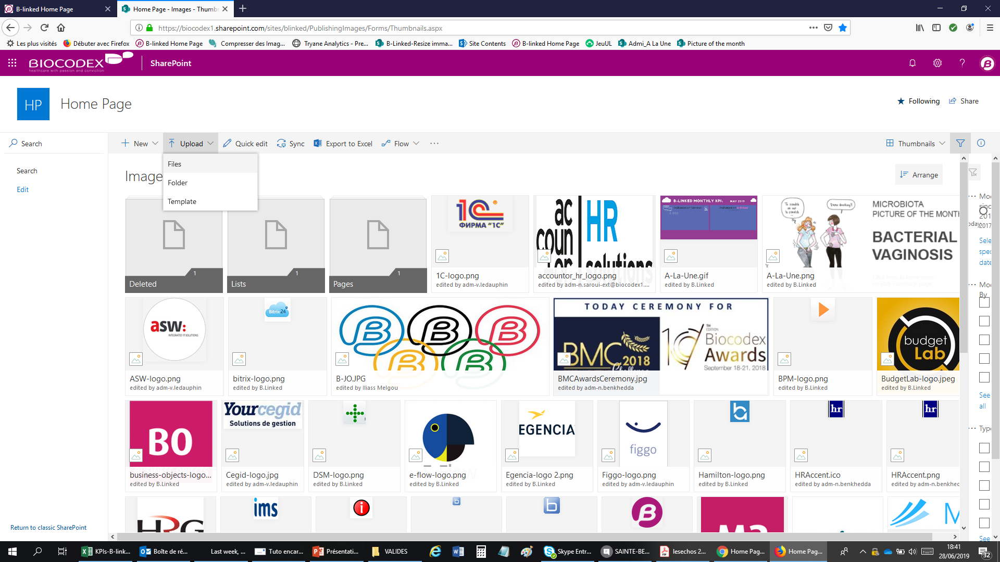 B-linked Home Page
Home Page - Images - Thumb
https://biocodex1.sharepoint.com/sites/blinked/PublishingImages/Forms/Thumbnails.aspx
Les plus visités
Débuter avec Firefox
B-linked Home Page
Compresser des Imag...
Tryane Analytics - Pre...
B-Linked-Resize imma...
Site Contents
B-linked Home Page
JeuUL
Admi_A La Une
Picture of the month
BIOCODEX
healthcare with passion and conviction
SharePoint
HP
Home Page
Following
Share
Search
New
Upload
Quick edit
Sync
Export to Excel
Flow
Thumbnails
Search
Edit
Files
Folder
Template
Image
Arrange
1
Deleted
1
Lists
1
Pages
1C
ФИРМА "1С"
1C-logo.png
edited by adm-v.ledauphin
ac
coun
tor
HR
solutions
accountor_hr_logo.png
edited by adm-n.saroui-ext@biocodex1....
B-LINKED MONTHLY KPI: MAY 2019
A-La-Une.gif
edited by B.Linked
MICROBIOTA
PICTURE OF THE MONTH
BACTERIAL
VAGINOSIS
A-La-Une.png
edited by B.Linked
asw:
INTEGRATED IT SOLUTIONS
ASW-logo.png
edited by adm-v.ledauphin
Bitrix24
bitrix-logo.png
edited by B.Linked
B-JO.JPG
edited by Iliass Melgou
TODAY CEREMONY FOR
BMC
2018
Challenge
10
TH
EDITION
Biocodex
Awards
September 18-21, 2018
BMCAwardsCeremony.jpg
edited by adm-n.benkhedda
BPM-logo.png
edited by B.Linked
budget
Lab
BudgetLab-logo.jpeg
edited by B.Linked
BO
business-objects-logo...
edited by B.Linked
Yourcegid
Solutions de gestion
Cegid-logo.jpg
edited by adm-v.ledauphin
DSM-logo.png
edited by B.Linked
e-flow-logo.png
edited by B.Linked
EGENCIA
Egencia-logo 2.png
edited by B.Linked
figgo
Figgo-logo.png
edited by adm-v.ledauphin
Hamilton-logo.png
edited by B.Linked
hr
HRAccent.ico
edited by adm-n.benkhedda
hr
HRAccent.png
edited by adm-n.benkhed
HRG
ims
Mod
sinc
201
oday
2017
Sele
spec
date
Mod
By
See
all
Type
See
Return to classic SharePoint
KPIs-B-link...
Boîte de ré...
Last week, ...
Tuto encar...
Présentati...
VALIDES
Skype Entr...
SAINTE-BE...
lesechos 2...
Home Pag...
Home Pag...
18:41
28/06/2019
32